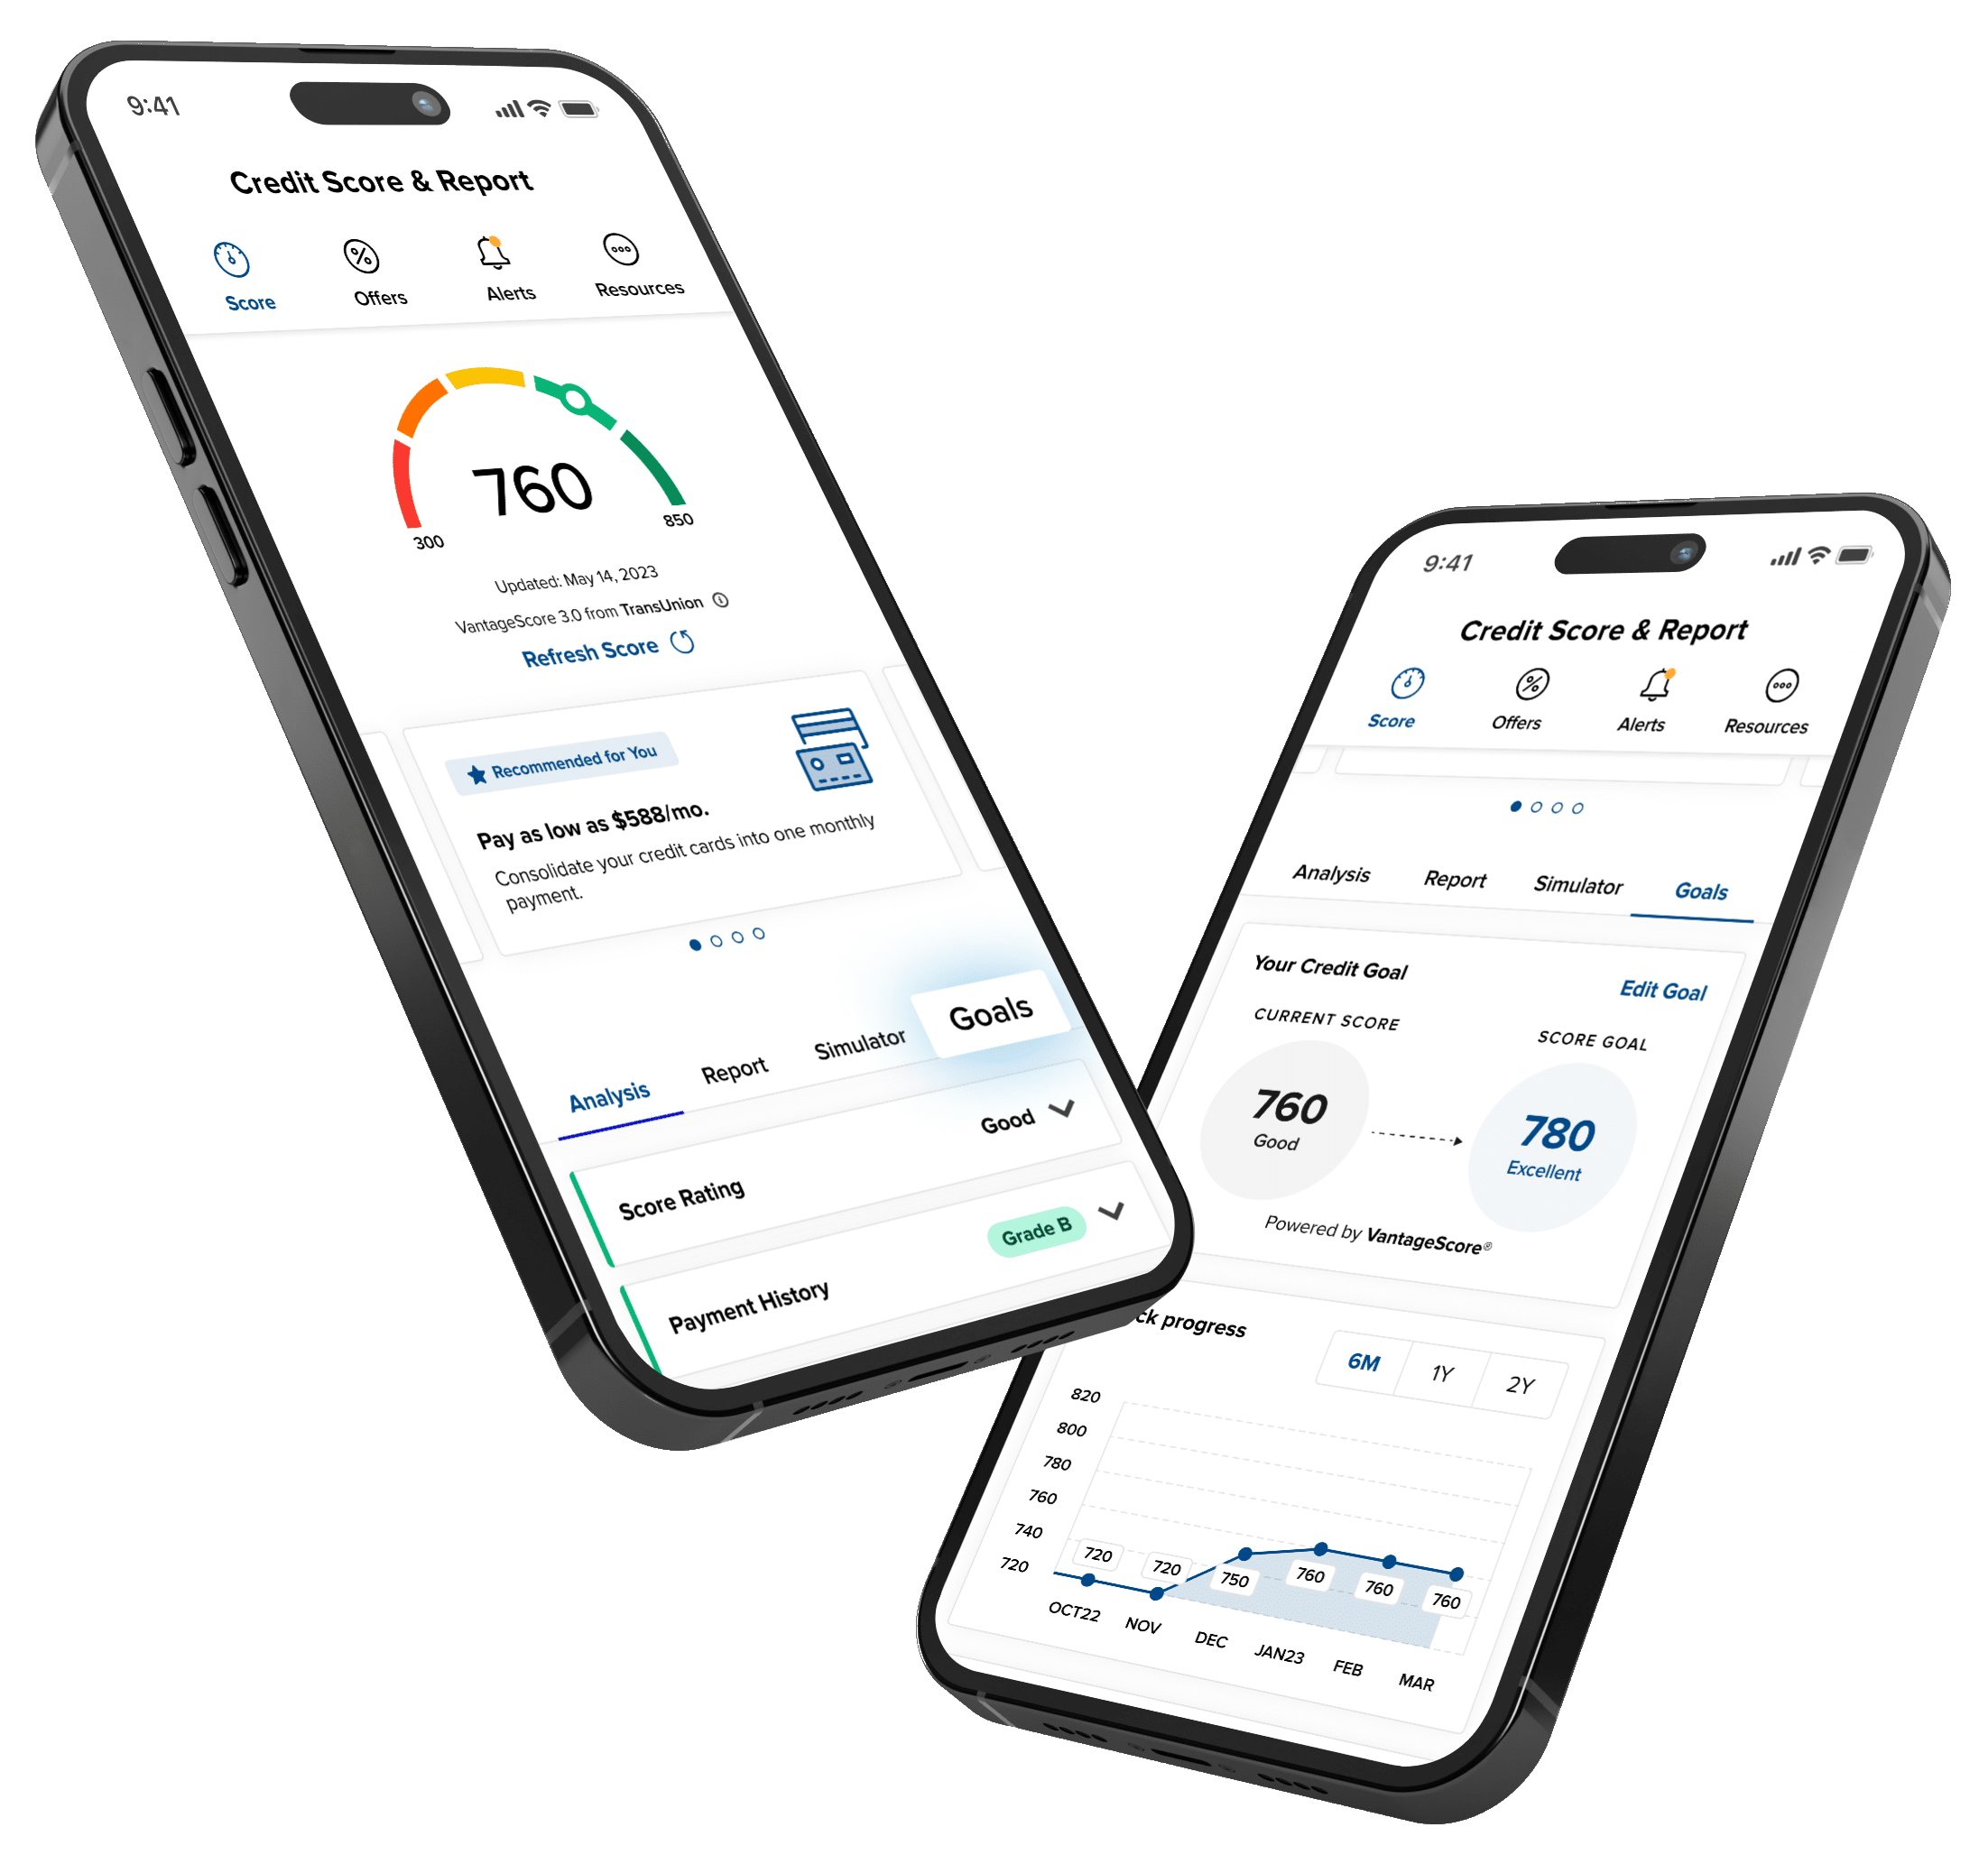 9:41
Credit Score & Report
Score
Offers
Alerts
Resources
760
300
850
Updated: May 14, 2023
VantageScore 3.0 from TransUnion
Refresh Score
Recommended for You
Pay as low as $588/mo.
Consolidate your credit cards into one monthly
payment.
Analysis
Report
Simulator
Goals
Score Rating
Good
Payment History
Grade B
9:41
Credit Score & Report
Score
Offers
Alerts
Resources
Analysis
Report
Simulator
Goals
Your Credit Goal
Edit Goal
CURRENT SCORE
SCORE GOAL
760
Good
780
Excellent
Powered by VantageScore®
ck progress
6M
1Y
2Y
820
800
780
760
740
720
720
720
750
760
760
760
OCT22
NOV
DEC
JAN23
FEB
MAR